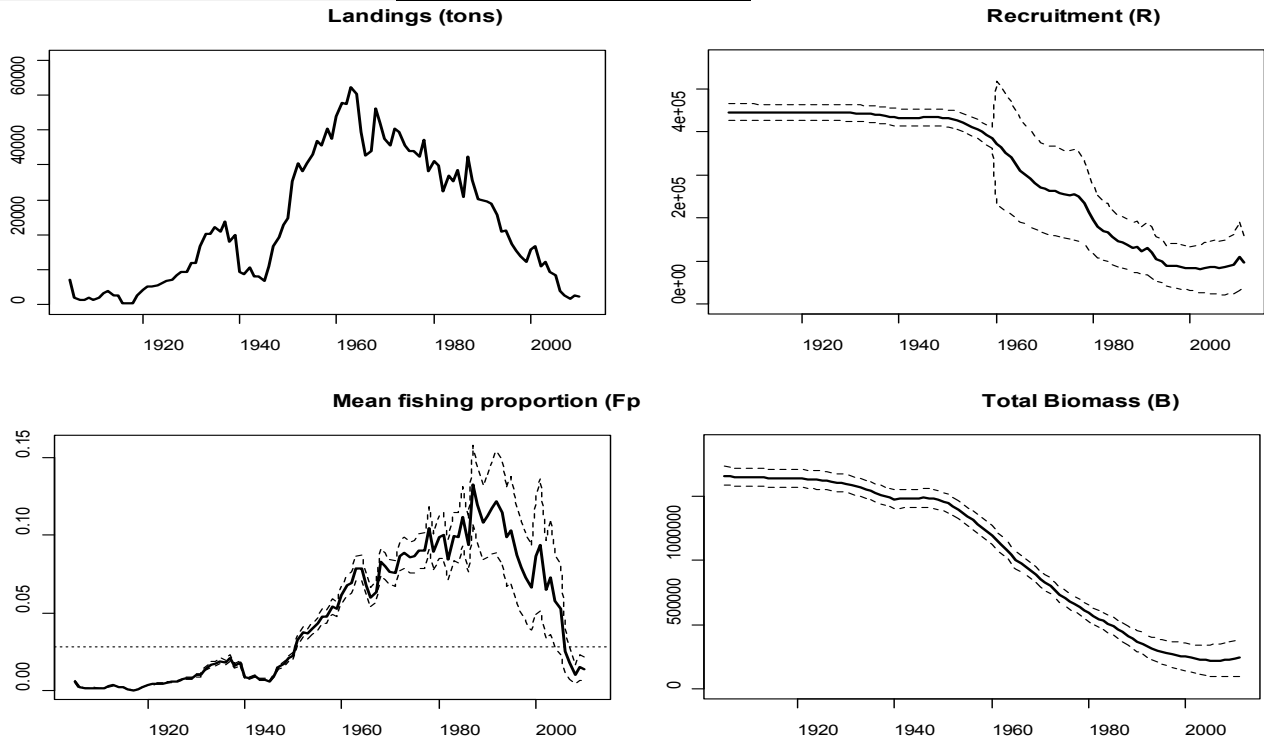 Landings (tons)
60000
40000
20000
0
1920 1940 1960 1980 2000
Recruitment (R)
4e+05
2e+05
0e+00
1920 1940 1960 1980 2000
Mean fishing proportion (Fp
0.15
0.10
0.05
0.00
1920 1940 1960 1980 2000
Total Biomass (B)
1000000
500000
0
1920 1940 1960 1980 2000